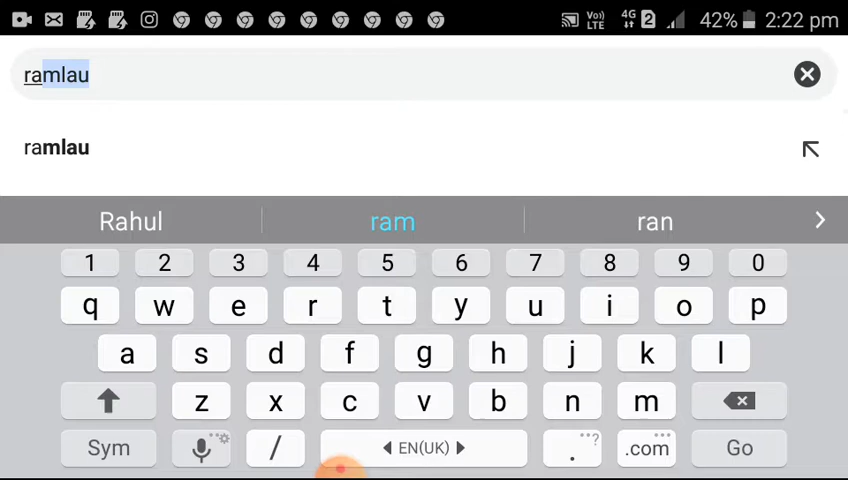 Vo)) LTE 4G 2 42% 2:22 pm
ramlau
ramlau
Rahul ram ran
1 2 3 4 5 6 7 8 9 0
q w e r t y u i o p
a s d f g h j k l
z x c v b n m
Sym / EN(UK) . ? .com Go